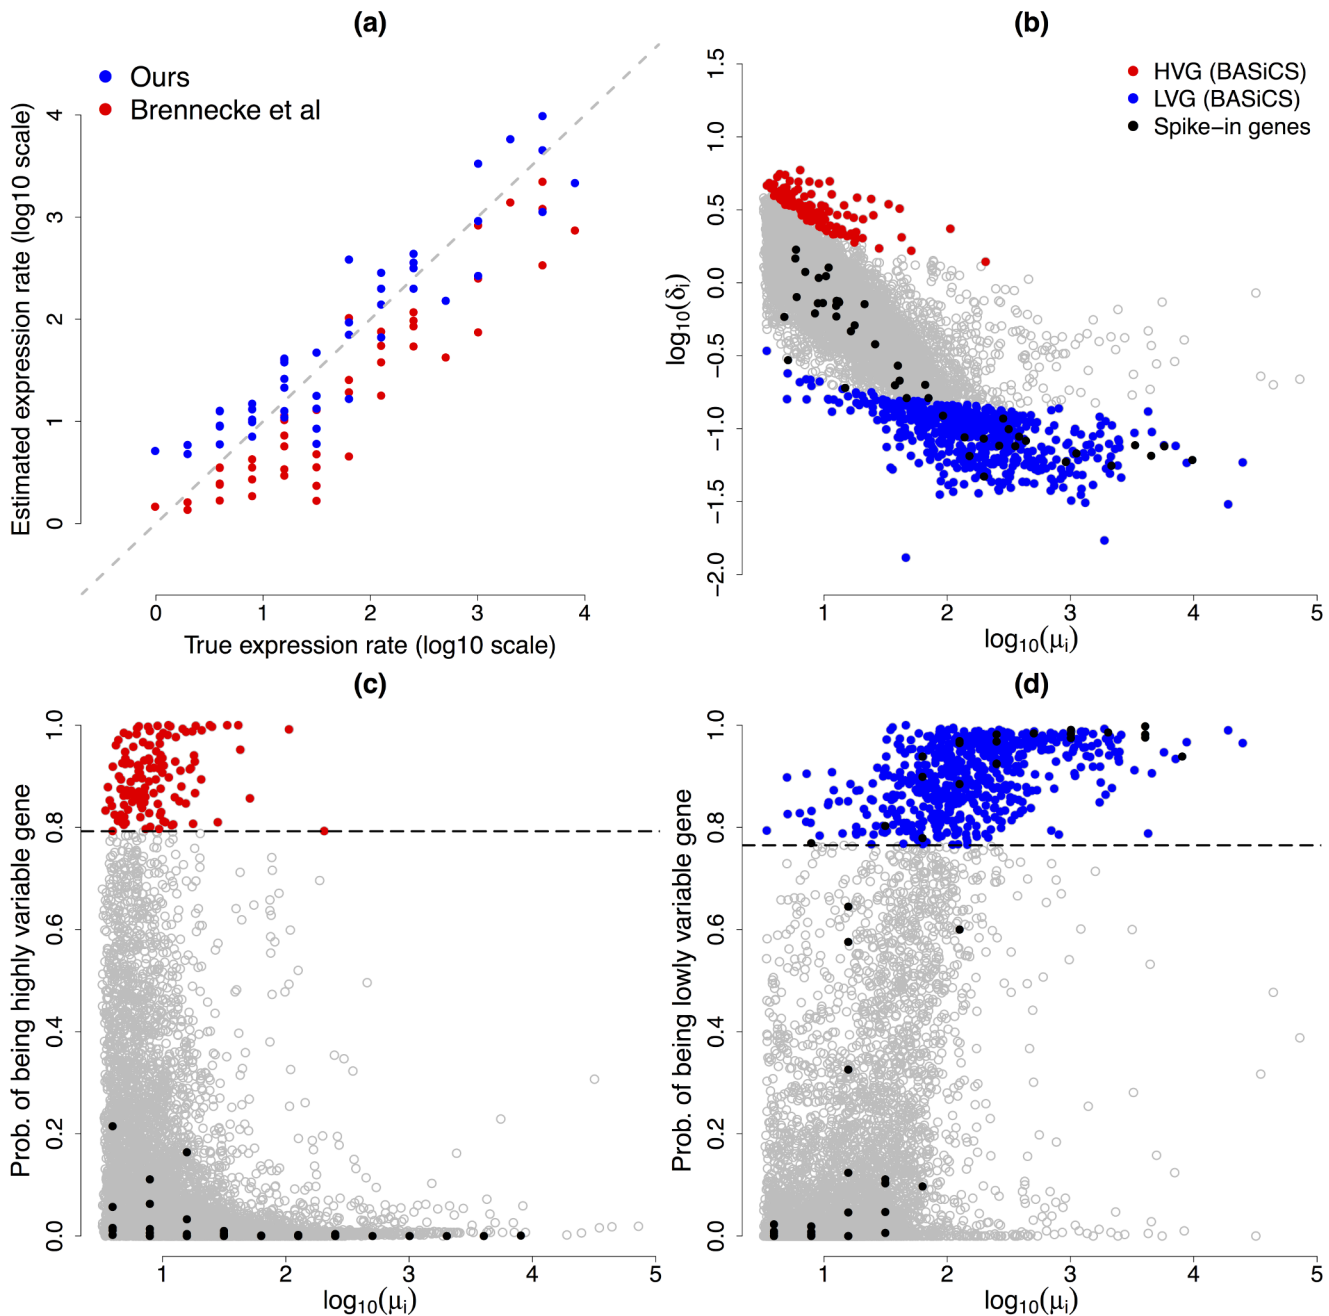 (a)
Ours
Brennecke et al
Estimated expression rate (log10 scale)
4
3
2
1
0
0 1 2 3 4
True expression rate (log10 scale)
(b)
HVG (BASiCS)
LVG (BASiCS)
Spike−in genes
log₁₀(δᵢ)
1.5
1.0
0.5
0.0
−0.5
−1.0
−1.5
−2.0
1 2 3 4 5
log₁₀(μᵢ)
(c)
Prob. of being highly variable gene
1.0
0.8
0.6
0.4
0.2
0.0
1 2 3 4 5
log₁₀(μᵢ)
(d)
Prob. of being lowly variable gene
1.0
0.8
0.6
0.4
0.2
0.0
1 2 3 4 5
log₁₀(μᵢ)